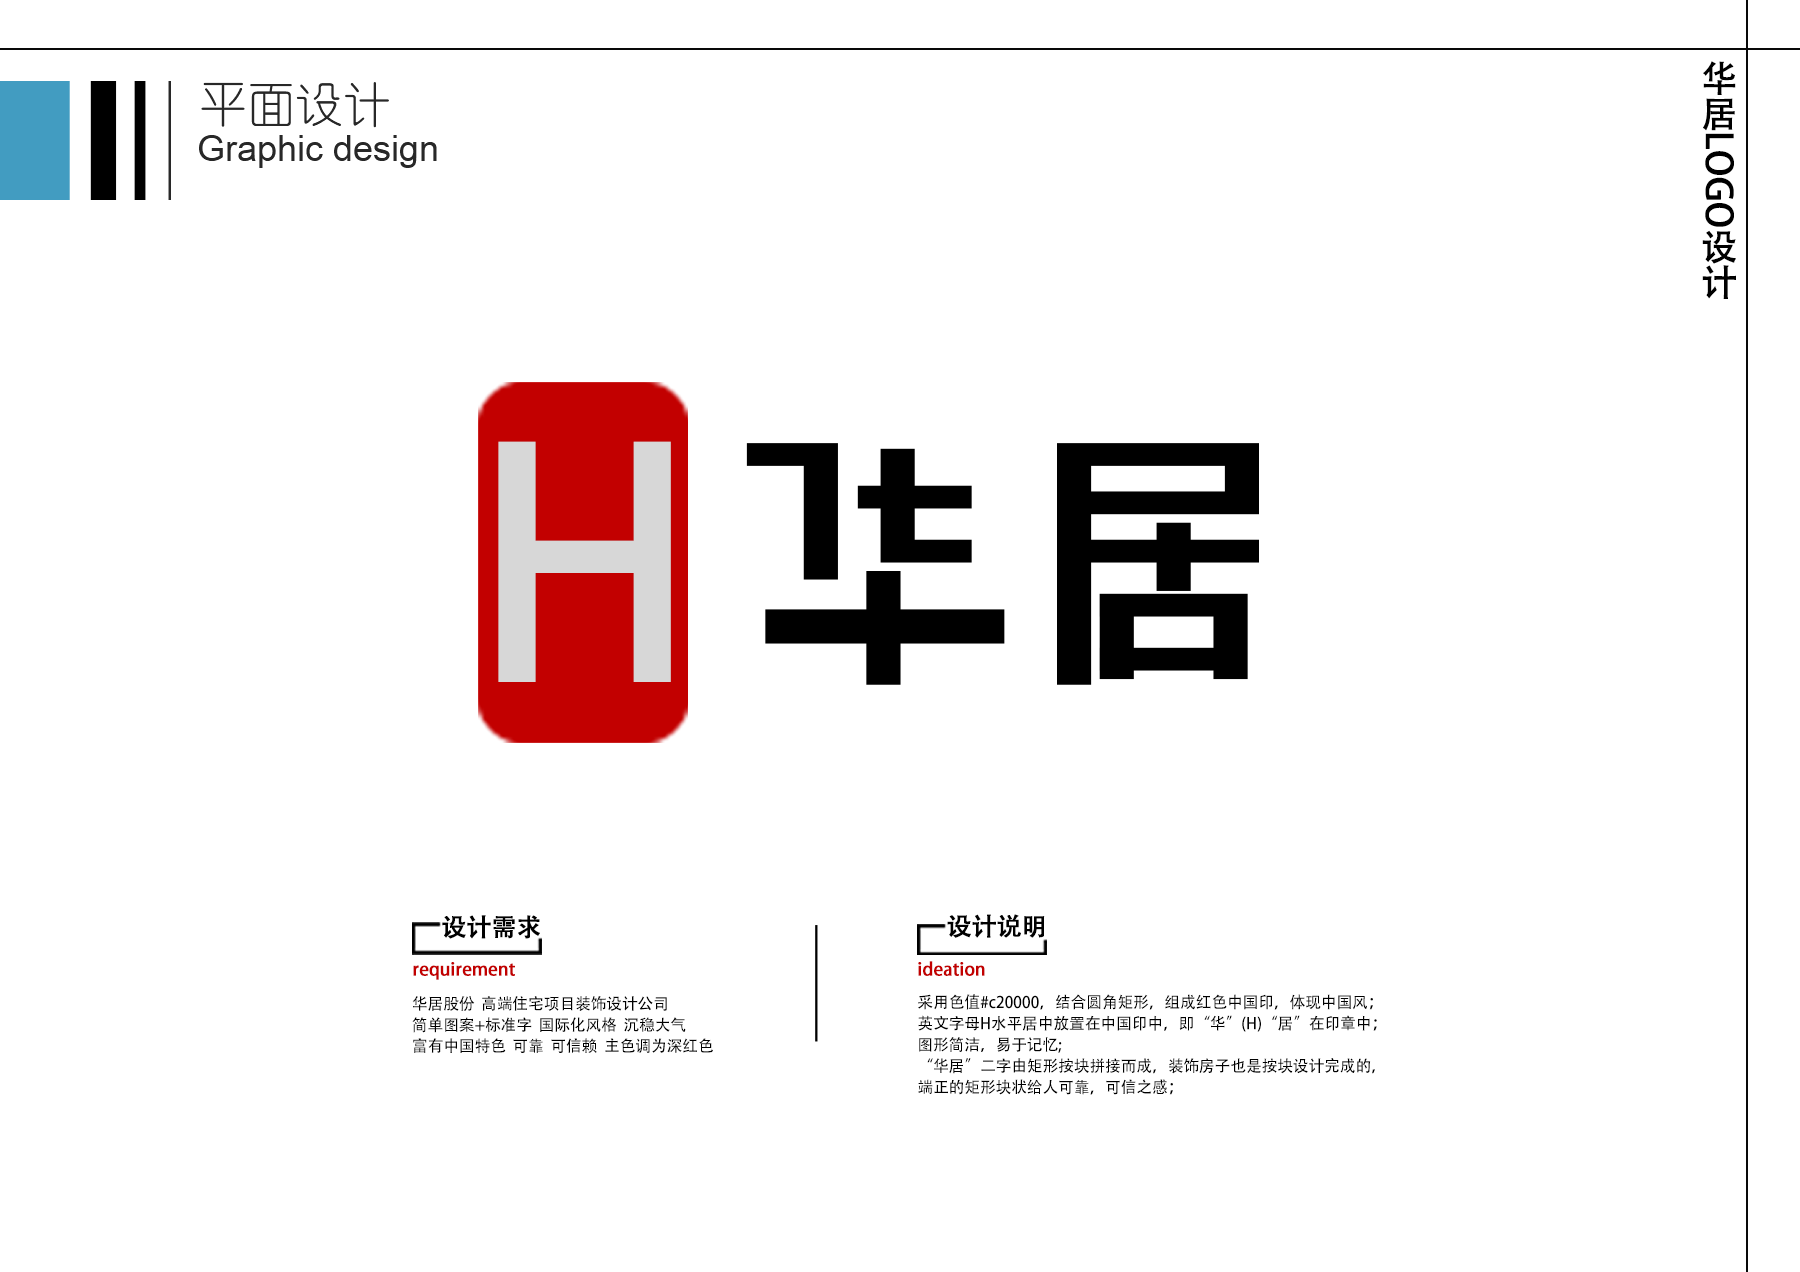 平面设计
Graphic design
华居LOGO设计
H 华居
设计需求
requirement
华居股份 高端住宅项目装饰设计公司
简单图案+标准字 国际化风格 沉稳大气
富有中国特色 可靠 可信赖 主色调为深红色
设计说明
ideation
采用色值#c20000，结合圆角矩形，组成红色中国印，体现中国风；
英文字母H水平居中放置在中国印中，即“华”(H)“居”在印章中；
图形简洁，易于记忆;
“华居”二字由矩形按块拼接而成，装饰房子也是按块设计完成的，
端正的矩形块状给人可靠，可信之感；